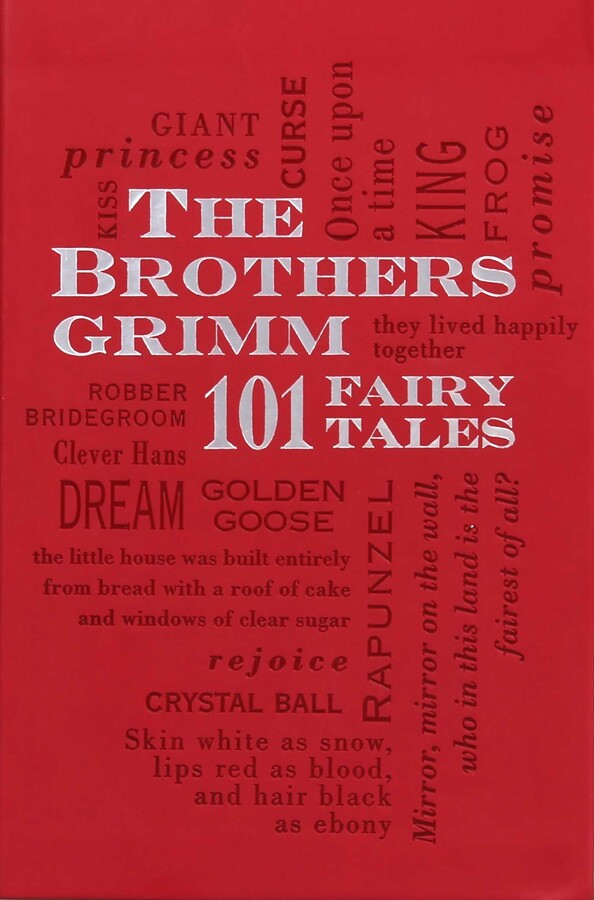 GIANT
princess
KISS
CURSE
Once upon
a time
KING
FROG
promise
THE
BROTHERS
GRIMM
they lived happily
together
101 FAIRY
TALES
ROBBER
BRIDEGROOM
Clever Hans
DREAM
GOLDEN
GOOSE
the little house was built entirely
from bread with a roof of cake
and windows of clear sugar
rejoice
RAPUNZEL
CRYSTAL BALL
Skin white as snow,
lips red as blood,
and hair black
as ebony
Mirror, mirror on the wall,
who in this land is the
fairest of all?